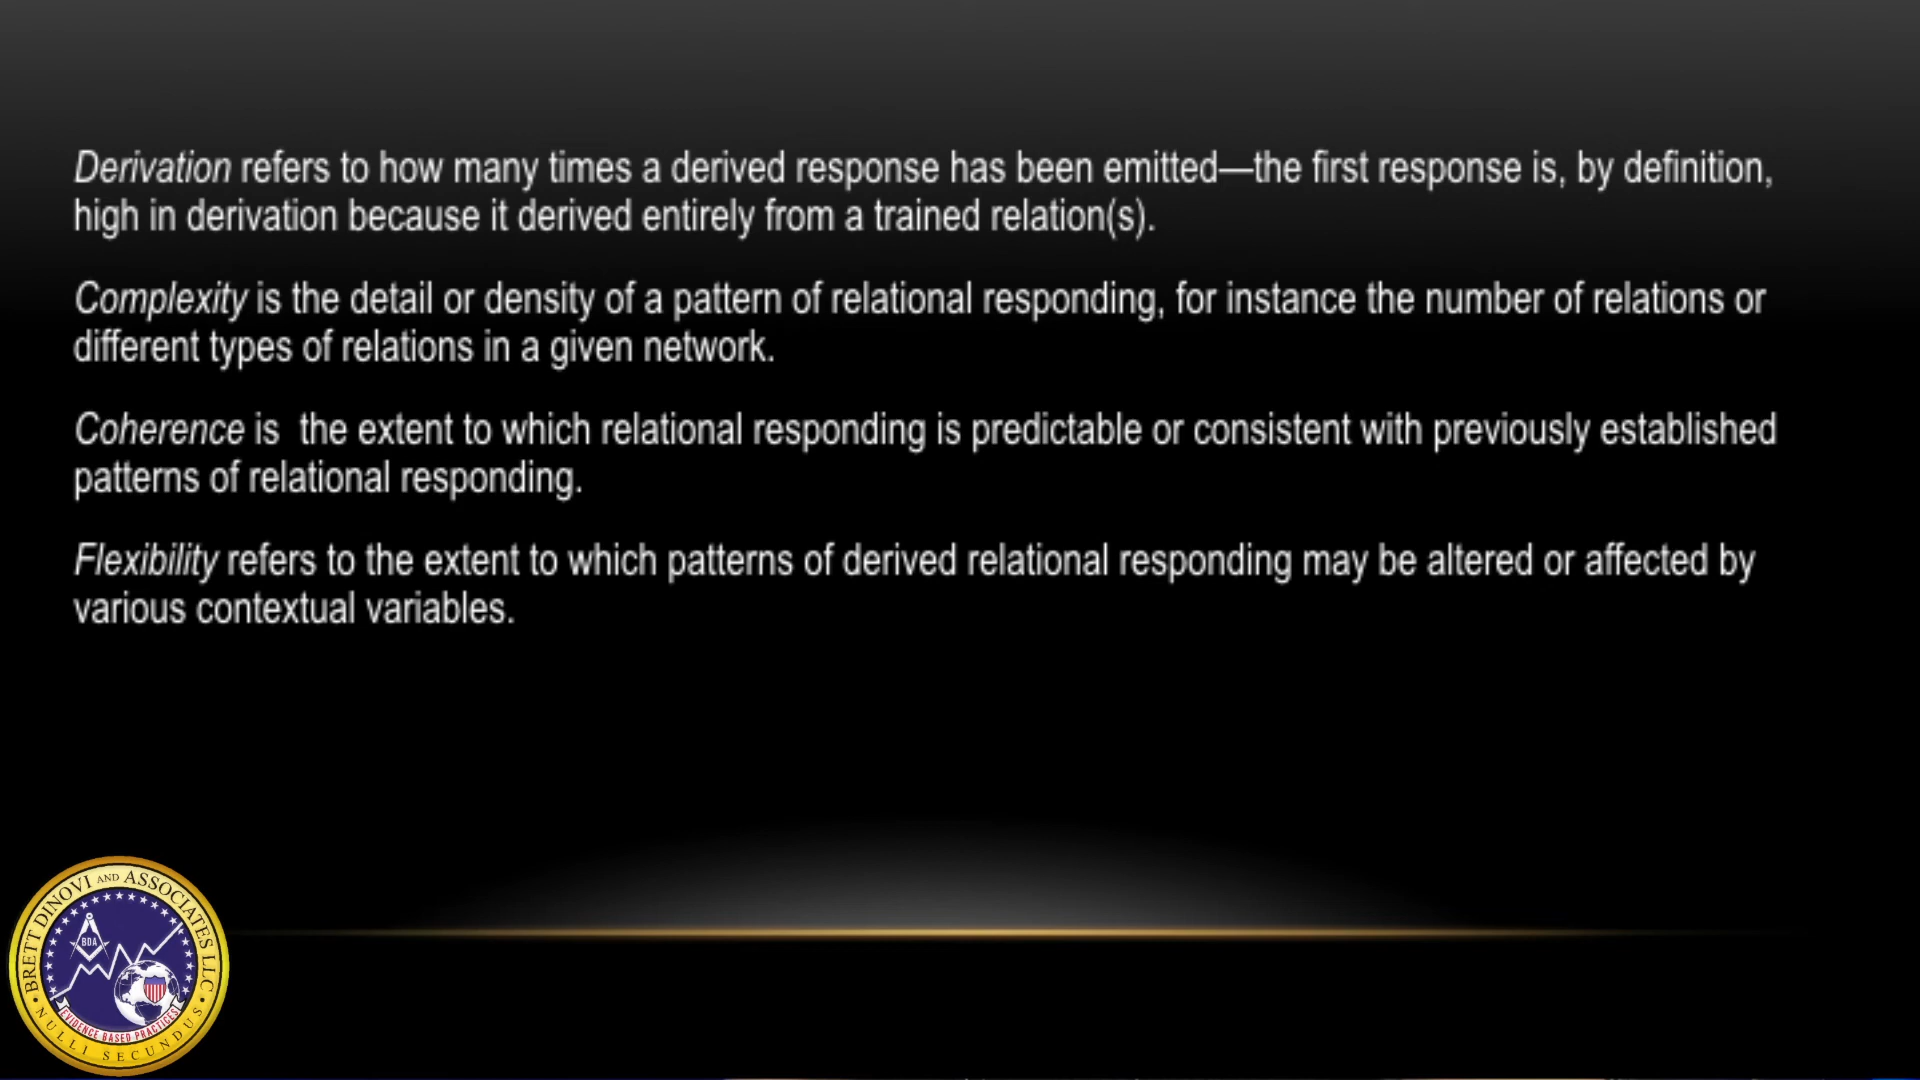 Derivation refers to how many times a derived response has been emitted—the first response is, by definition,
high in derivation because it derived entirely from a trained relation(s).
Complexity is the detail or density of a pattern of relational responding, for instance the number of relations or
different types of relations in a given network.
Coherence is  the extent to which relational responding is predictable or consistent with previously established
patterns of relational responding.
Flexibility refers to the extent to which patterns of derived relational responding may be altered or affected by
various contextual variables.
BRETT DINOVI AND ASSOCIATES LLC
BDA
EVIDENCE BASED PRACTICES
NULLI SECUNDUS